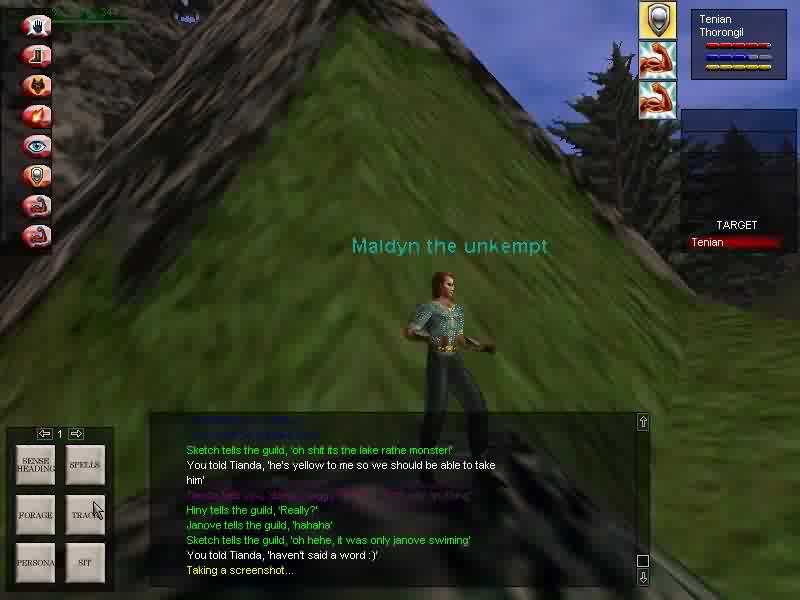 344
Tenian
Thorongil
TARGET
Tenian
Maldyn the unkempt
1
SENSE
HEADING
SPELLS
FORAGE
TRACK
PERSONA
SIT
Sketch tells the guild, 'oh shit its the lake rathe monster!'
You told Tianda, 'he's yellow to me so we should be able to take
him'
Hiny tells the guild, 'Really?'
Janove tells the guild, 'hahaha'
Sketch tells the guild, 'oh hehe, it was only janove swiming'
You told Tianda, 'haven't said a word :)'
Taking a screenshot...